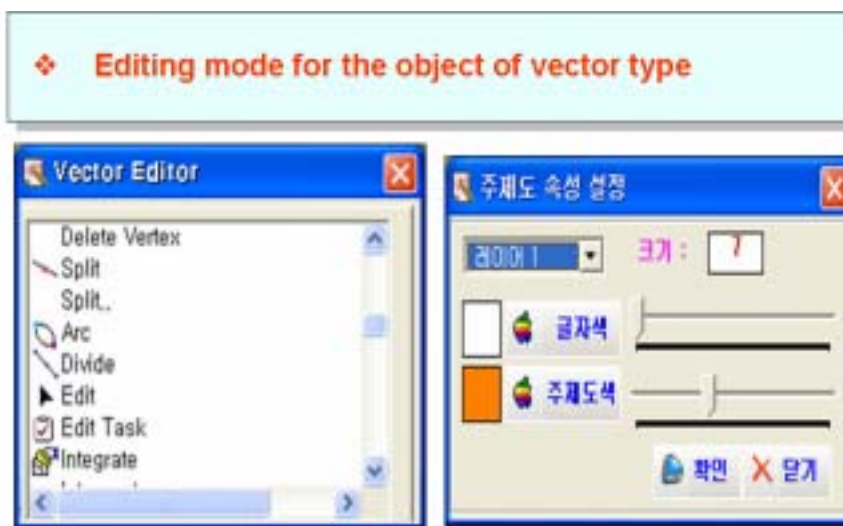 ❖ Editing mode for the object of vector type
Vector Editor
Delete Vertex
Split
Split..
Arc
Divide
Edit
Edit Task
Integrate
주제도 속성 설정
레이어 1 크기 : 7
글자색
주제도색
확인 닫기